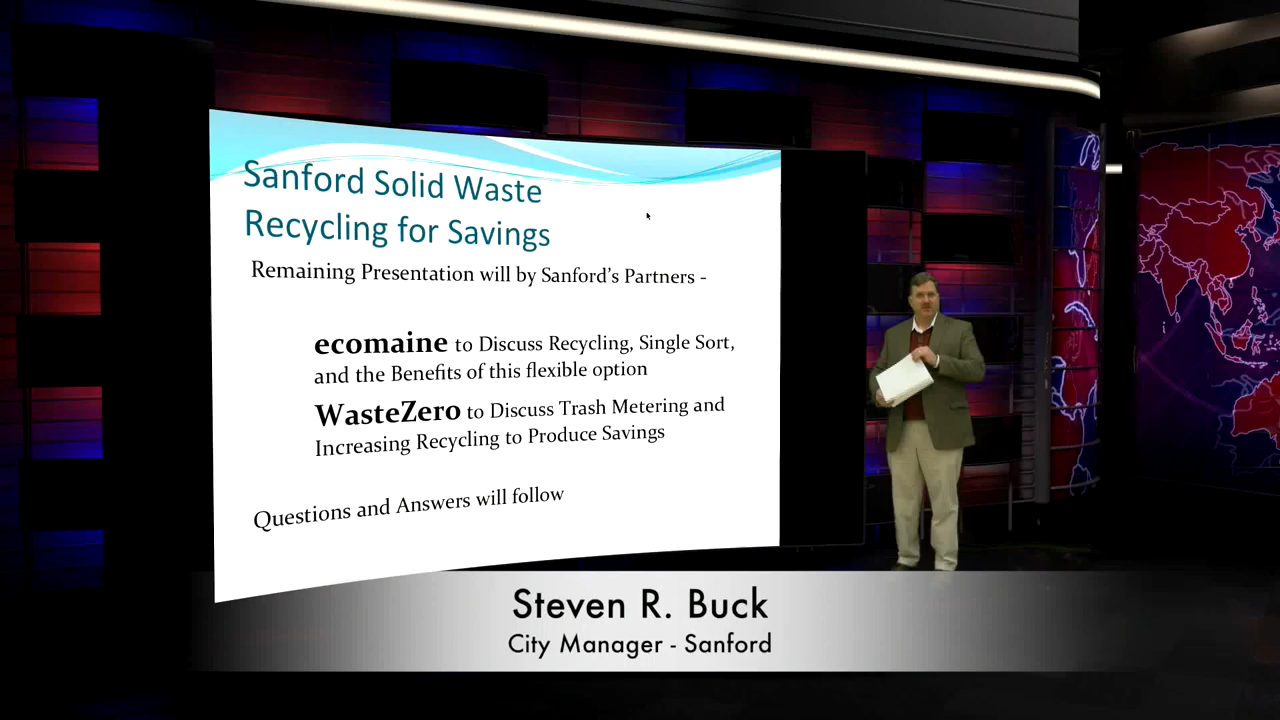 Sanford Solid Waste
Recycling for Savings
Remaining Presentation will by Sanford's Partners -
ecomaine to Discuss Recycling, Single Sort,
and the Benefits of this flexible option
WasteZero to Discuss Trash Metering and
Increasing Recycling to Produce Savings
Questions and Answers will follow
Steven R. Buck
City Manager - Sanford